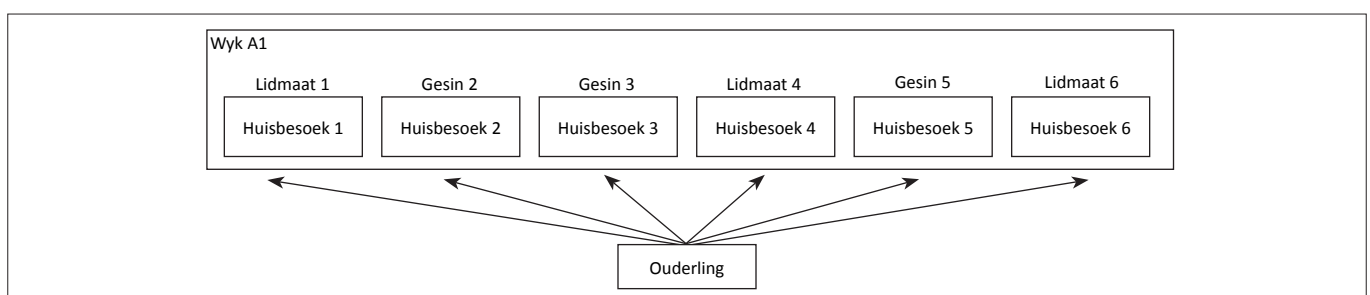 Wyk A1
Lidmaat 1 Gesin 2 Gesin 3 Lidmaat 4 Gesin 5 Lidmaat 6
Huisbesoek 1 Huisbesoek 2 Huisbesoek 3 Huisbesoek 4 Huisbesoek 5 Huisbesoek 6
Ouderling